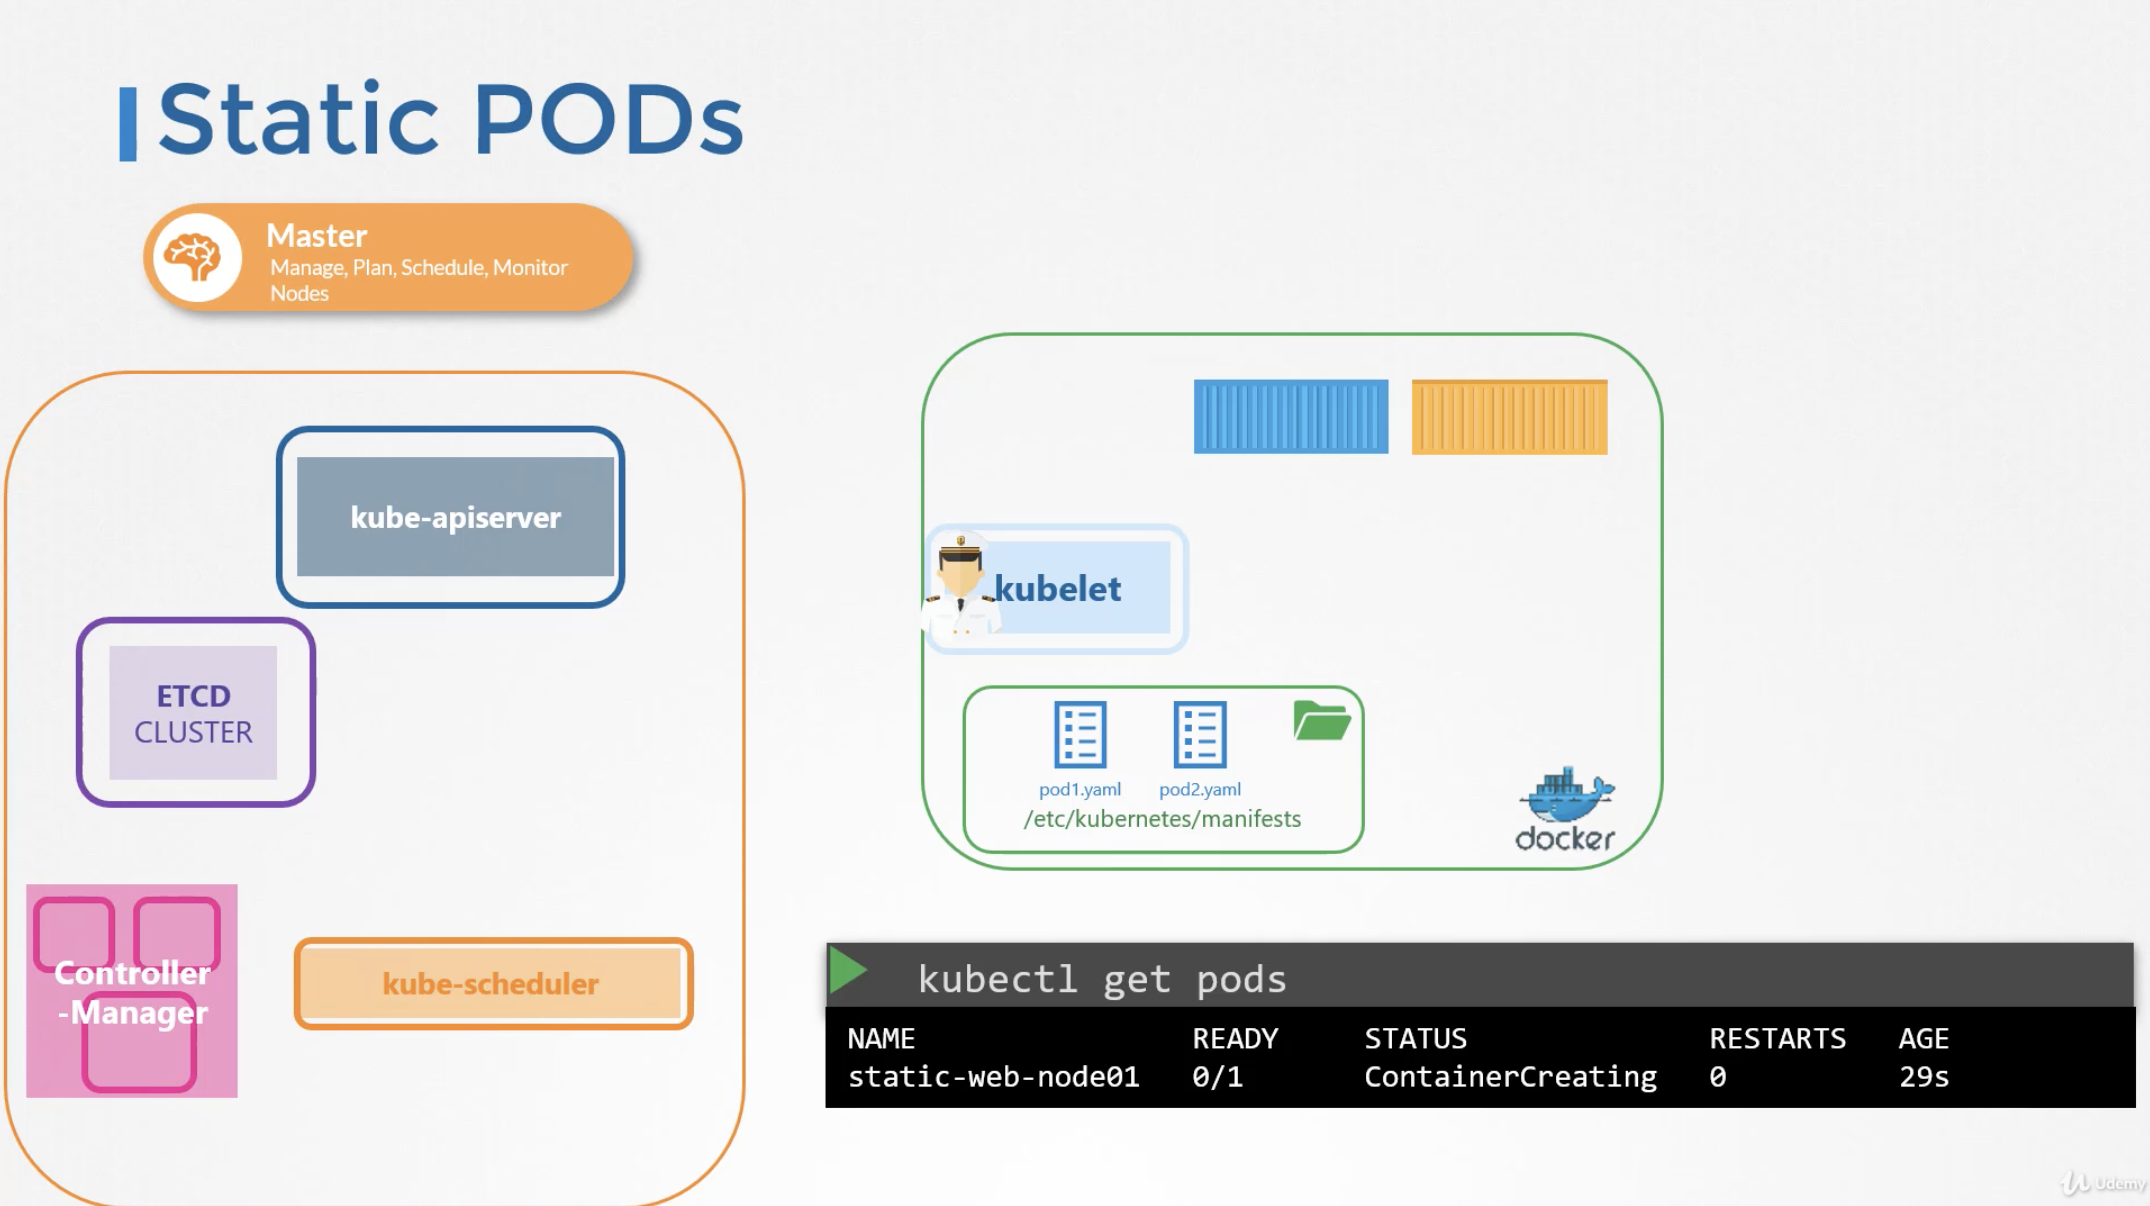 Static PODs
Master
Manage, Plan, Schedule, Monitor
Nodes
kube-apiserver
ETCD
CLUSTER
Controller
-Manager
kube-scheduler
kubelet
pod1.yaml pod2.yaml
/etc/kubernetes/manifests
docker
kubectl get pods
NAME READY STATUS RESTARTS AGE
static-web-node01 0/1 ContainerCreating 0 29s
Udemy